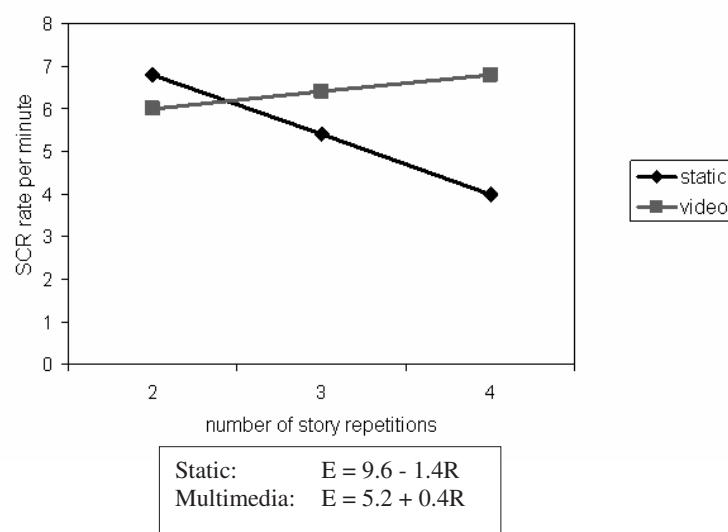 8
7
6
5
4
3
2
1
0
SCR rate per minute
2 3 4
number of story repetitions
static
video
Static: E = 9.6 - 1.4R
Multimedia: E = 5.2 + 0.4R